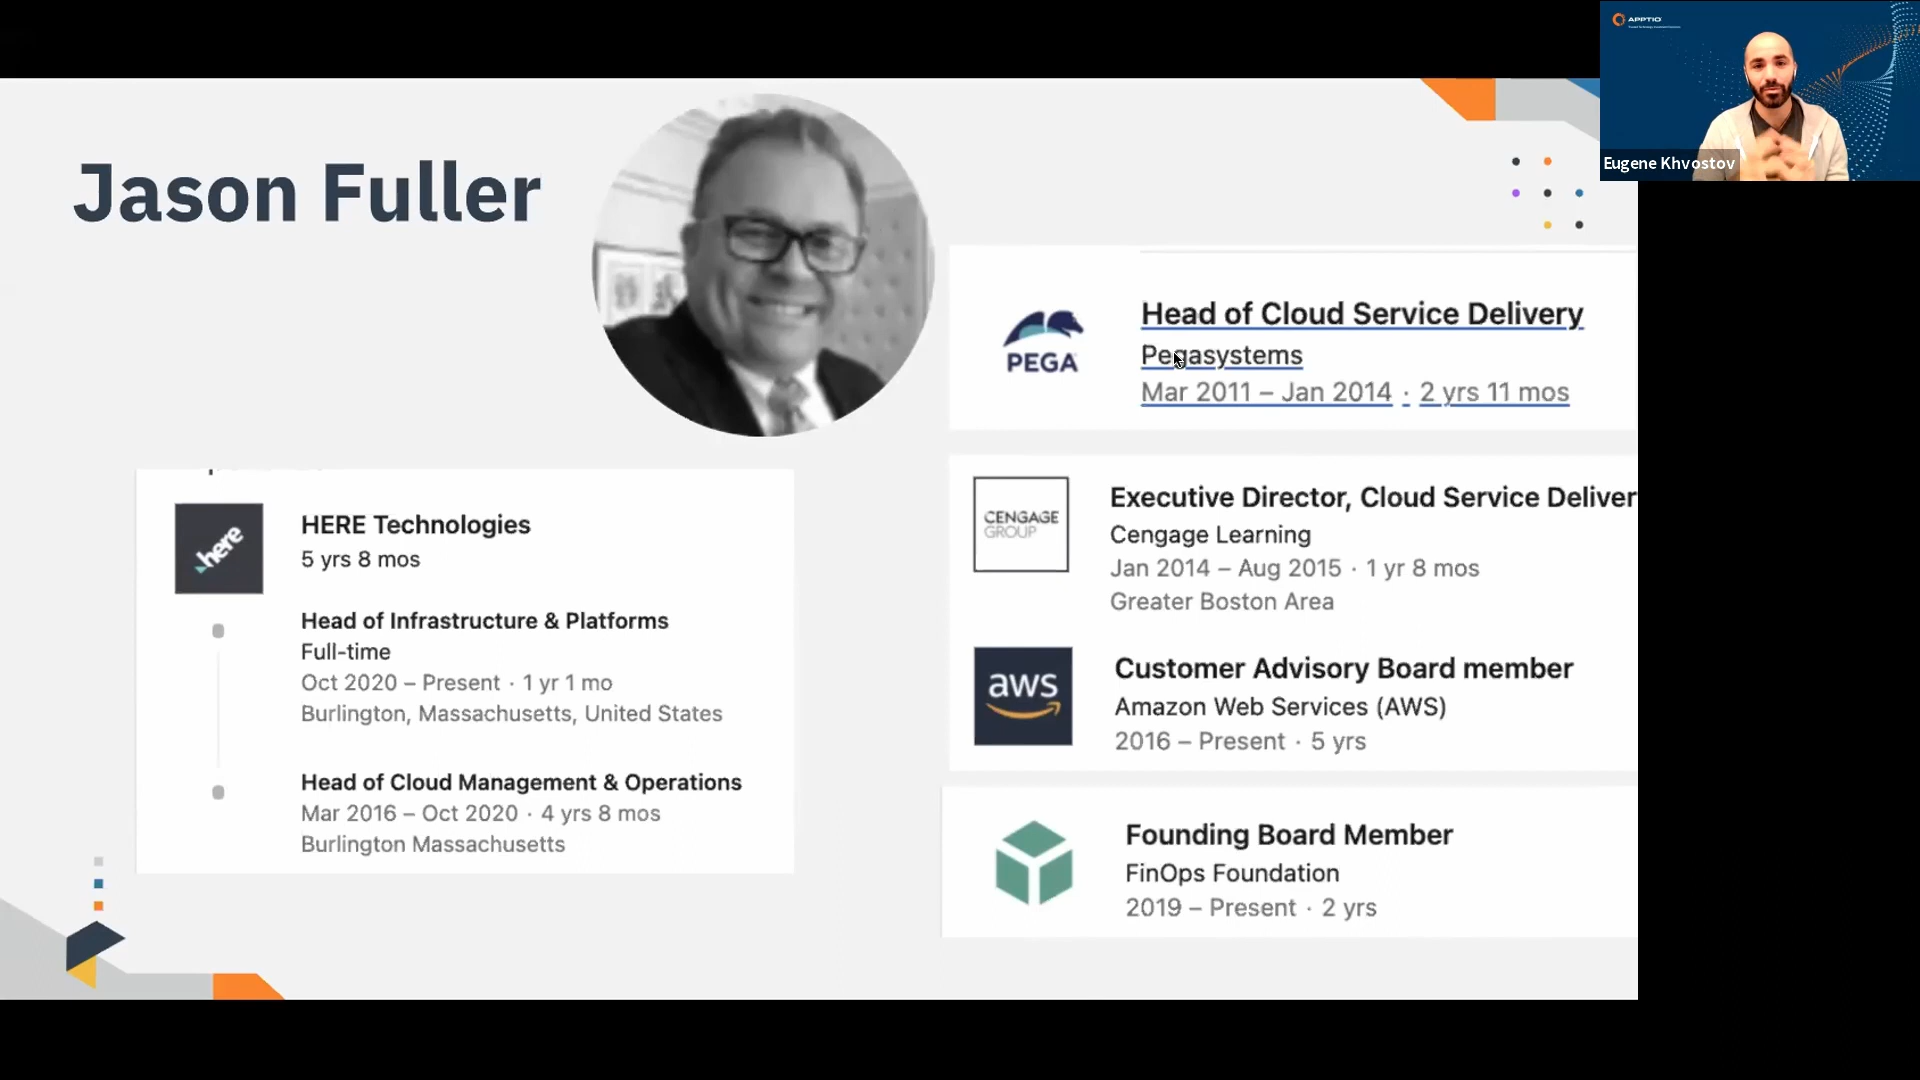 Jason Fuller
HERE Technologies
5 yrs 8 mos
Head of Infrastructure & Platforms
Full-time
Oct 2020 – Present · 1 yr 1 mo
Burlington, Massachusetts, United States
Head of Cloud Management & Operations
Mar 2016 – Oct 2020 · 4 yrs 8 mos
Burlington Massachusetts
here
PEGA
Head of Cloud Service Delivery
Pegasystems
Mar 2011 – Jan 2014 · 2 yrs 11 mos
CENGAGE
GROUP
Executive Director, Cloud Service Deliver
Cengage Learning
Jan 2014 – Aug 2015 · 1 yr 8 mos
Greater Boston Area
aws
Customer Advisory Board member
Amazon Web Services (AWS)
2016 – Present · 5 yrs
Founding Board Member
FinOps Foundation
2019 – Present · 2 yrs
APPTIO
Eugene Khvostov